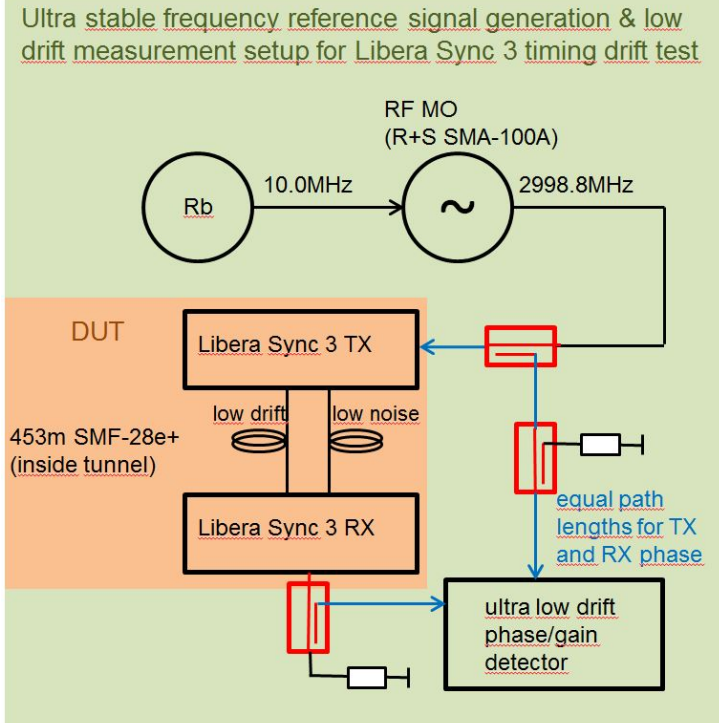 Ultra stable frequency reference signal generation & low
drift measurement setup for Libera Sync 3 timing drift test
RF MO
(R+S SMA-100A)
10.0MHz
2998.8MHz
Rb
~
DUT
Libera Sync 3 TX
low drift
low noise
453m SMF-28e+
(inside tunnel)
Libera Sync 3 RX
equal path
lengths for TX
and RX phase
ultra low drift
phase/gain
detector